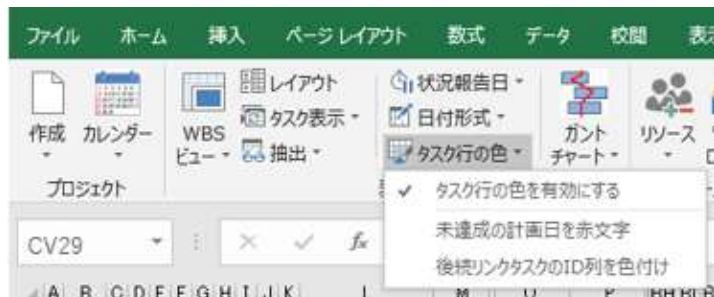 ファイル ホーム 挿入 ページ レイアウト 数式 データ 校閲 表示
レイアウト 状況報告日
タスク表示 日付形式
作成 カレンダー WBS ビュー 抽出 タスク行の色 ガント チャート リソース
プロジェクト
✓ タスク行の色を有効にする
未達成の計画日を赤文字
後続リンクタスクのID列を色付け
CV29 fx
A B C D E F G H I J K L M O P BH BI BS